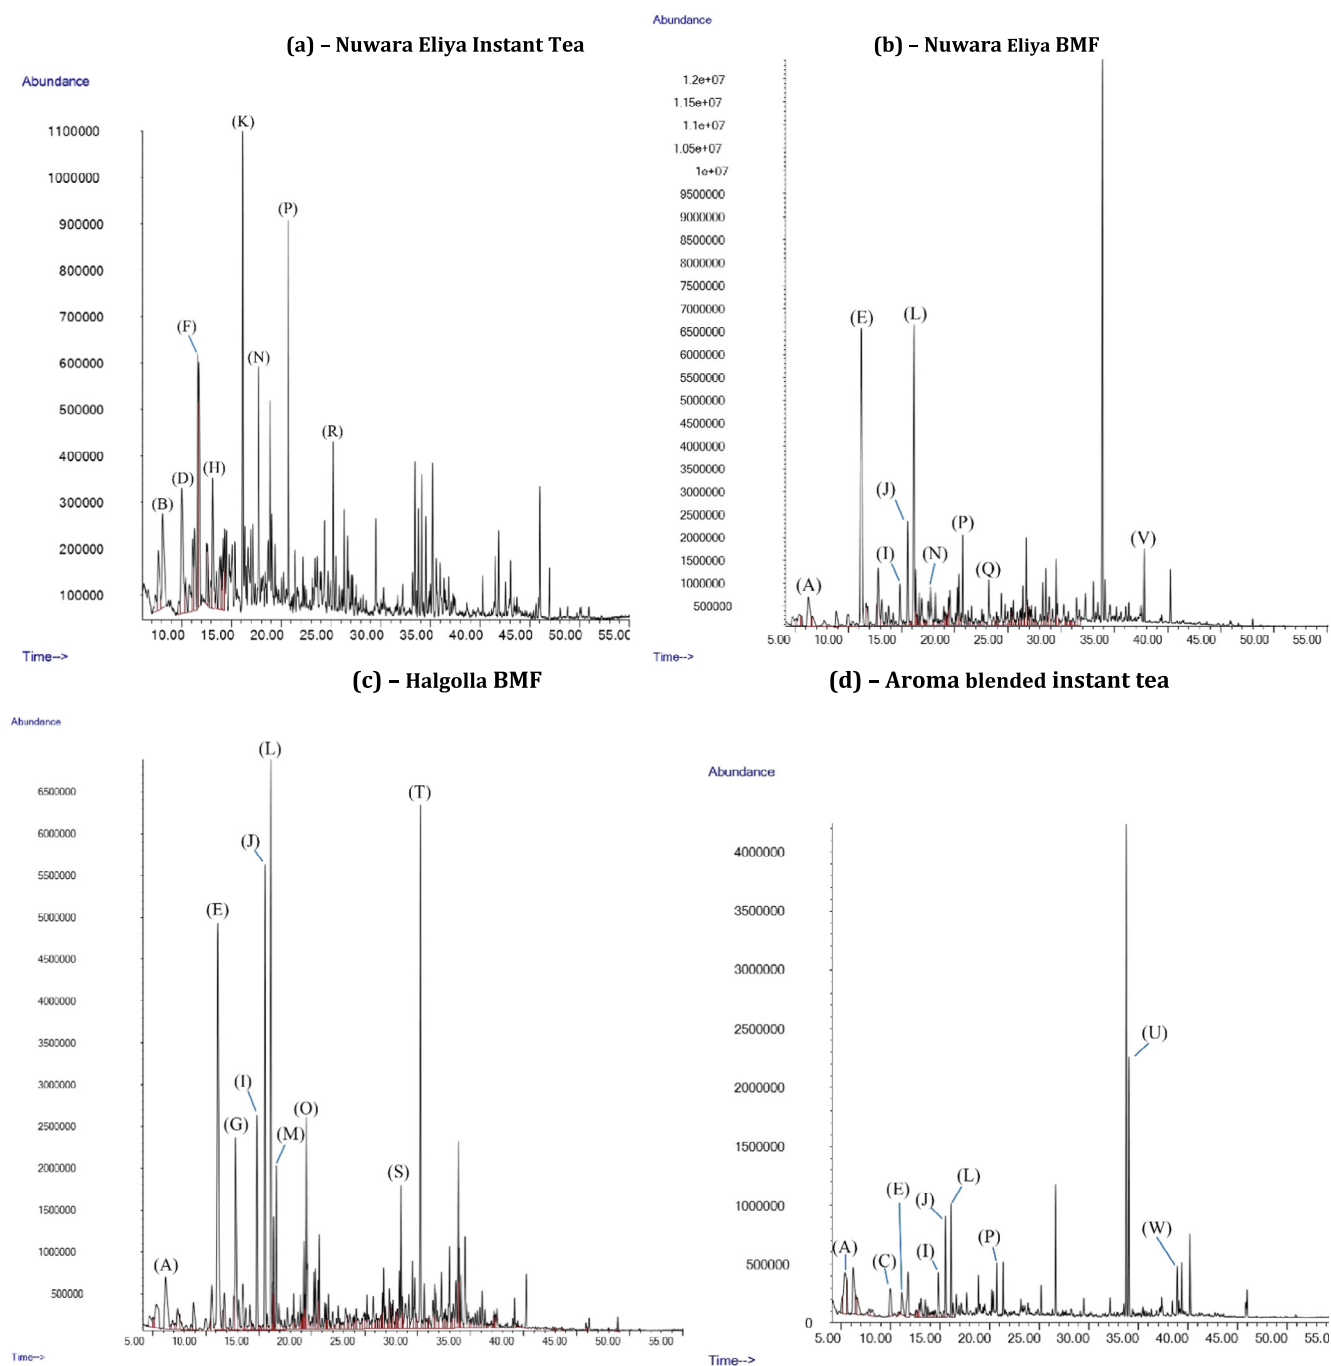 (a) – Nuwara Eliya Instant Tea
Abundance
1100000
1000000
900000
800000
700000
600000
500000
400000
300000
200000
100000
(K)
(P)
(F)
(N)
(R)
(D)
(H)
(B)
10.00 15.00 20.00 25.00 30.00 35.00 40.00 45.00 50.00 55.00
Time-->
Abundance
(b) – Nuwara Eliya BMF
1.2e+07
1.15e+07
1.1e+07
1.05e+07
1e+07
9500000
9000000
8500000
8000000
7500000
7000000
6500000
6000000
5500000
5000000
4500000
4000000
3500000
3000000
2500000
2000000
1500000
1000000
500000
(E)
(L)
(J)
(P)
(I)
(N)
(Q)
(V)
(A)
5.00 10.00 15.00 20.00 25.00 30.00 35.00 40.00 45.00 50.00 55.00
Time-->
(c) – Halgolla BMF
Abundance
6500000
6000000
5500000
5000000
4500000
4000000
3500000
3000000
2500000
2000000
1500000
1000000
500000
(L)
(T)
(J)
(E)
(I)
(G)
(O)
(M)
(S)
(A)
5.00 10.00 15.00 20.00 25.00 30.00 35.00 40.00 45.00 50.00 55.00
Time-->
(d) – Aroma blended instant tea
Abundance
4000000
3500000
3000000
2500000
2000000
1500000
1000000
500000
0
(U)
(E)
(L)
(J)
(A)
(C)
(I)
(P)
(W)
5.00 10.00 15.00 20.00 25.00 30.00 35.00 40.00 45.00 50.00 55.00
Time-->